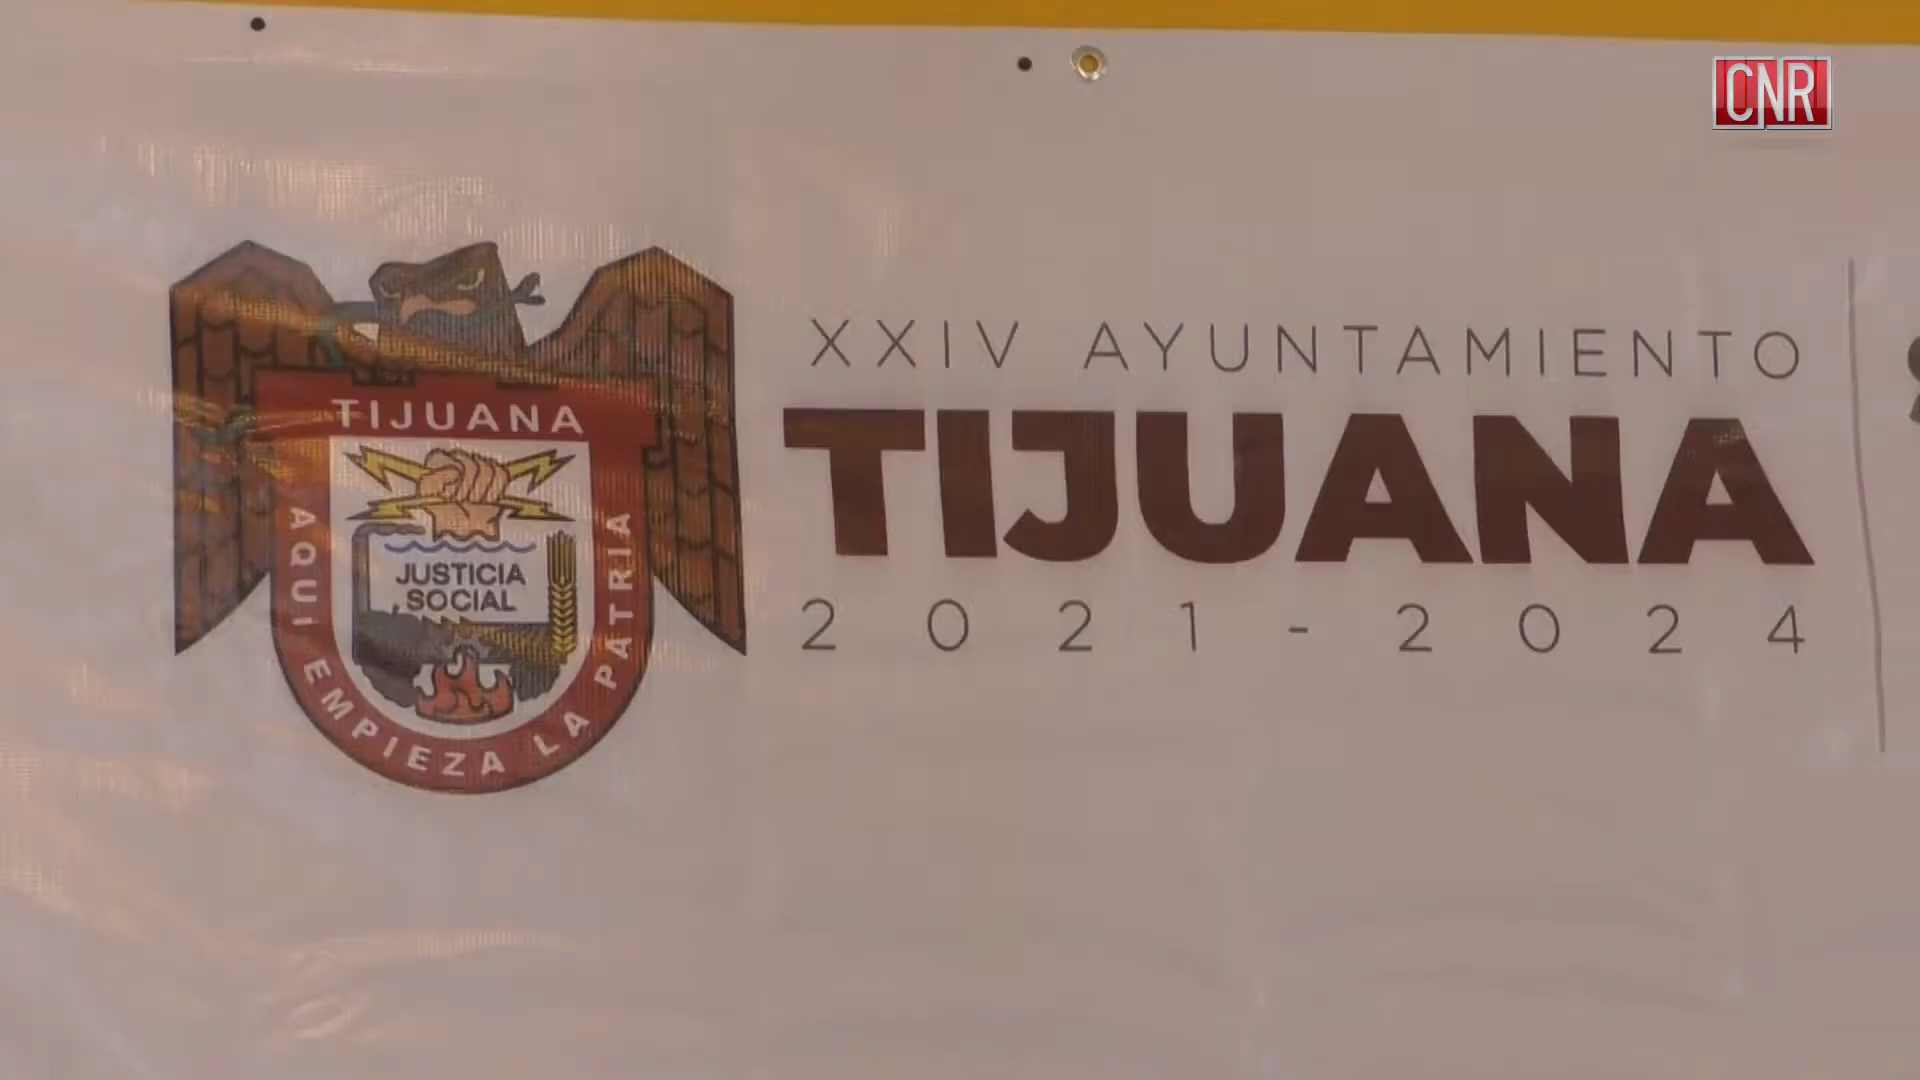 CNR
XXIV AYUNTAMIENTO
TIJUANA
2021-2024
TIJUANA
JUSTICIA
SOCIAL
AQUI EMPIEZA LA PATRIA